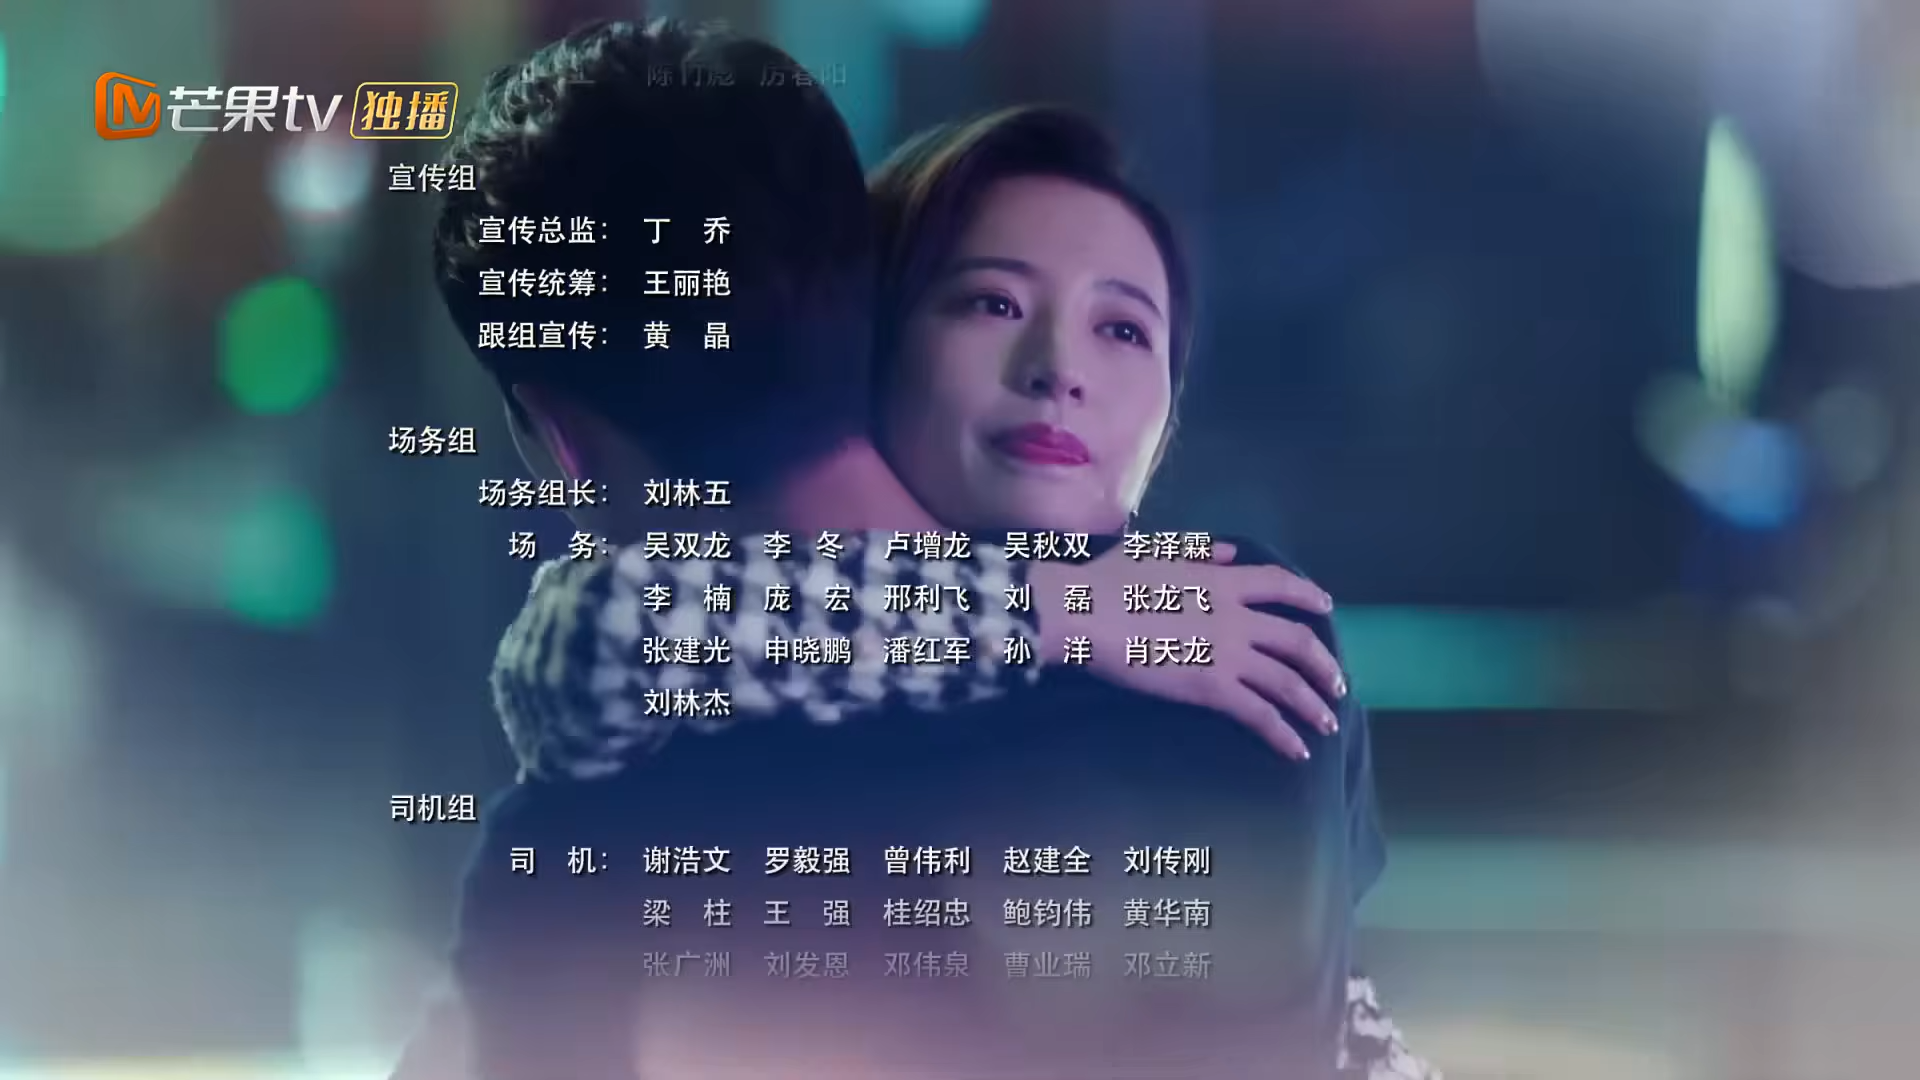 芒果tv 独播
宣传组
宣传总监： 丁 乔
宣传统筹： 王丽艳
跟组宣传： 黄 晶
场务组
场务组长： 刘林五
场 务： 吴双龙 李 冬 卢增龙 吴秋双 李泽霖
李 楠 庞 宏 邢利飞 刘 磊 张龙飞
张建光 申晓鹏 潘红军 孙 洋 肖天龙
刘林杰
司机组
司 机： 谢浩文 罗毅强 曾伟利 赵建全 刘传刚
梁 柱 王 强 桂绍忠 鲍钧伟 黄华南
张广洲 刘发恩 邓伟泉 曹业瑞 邓立新